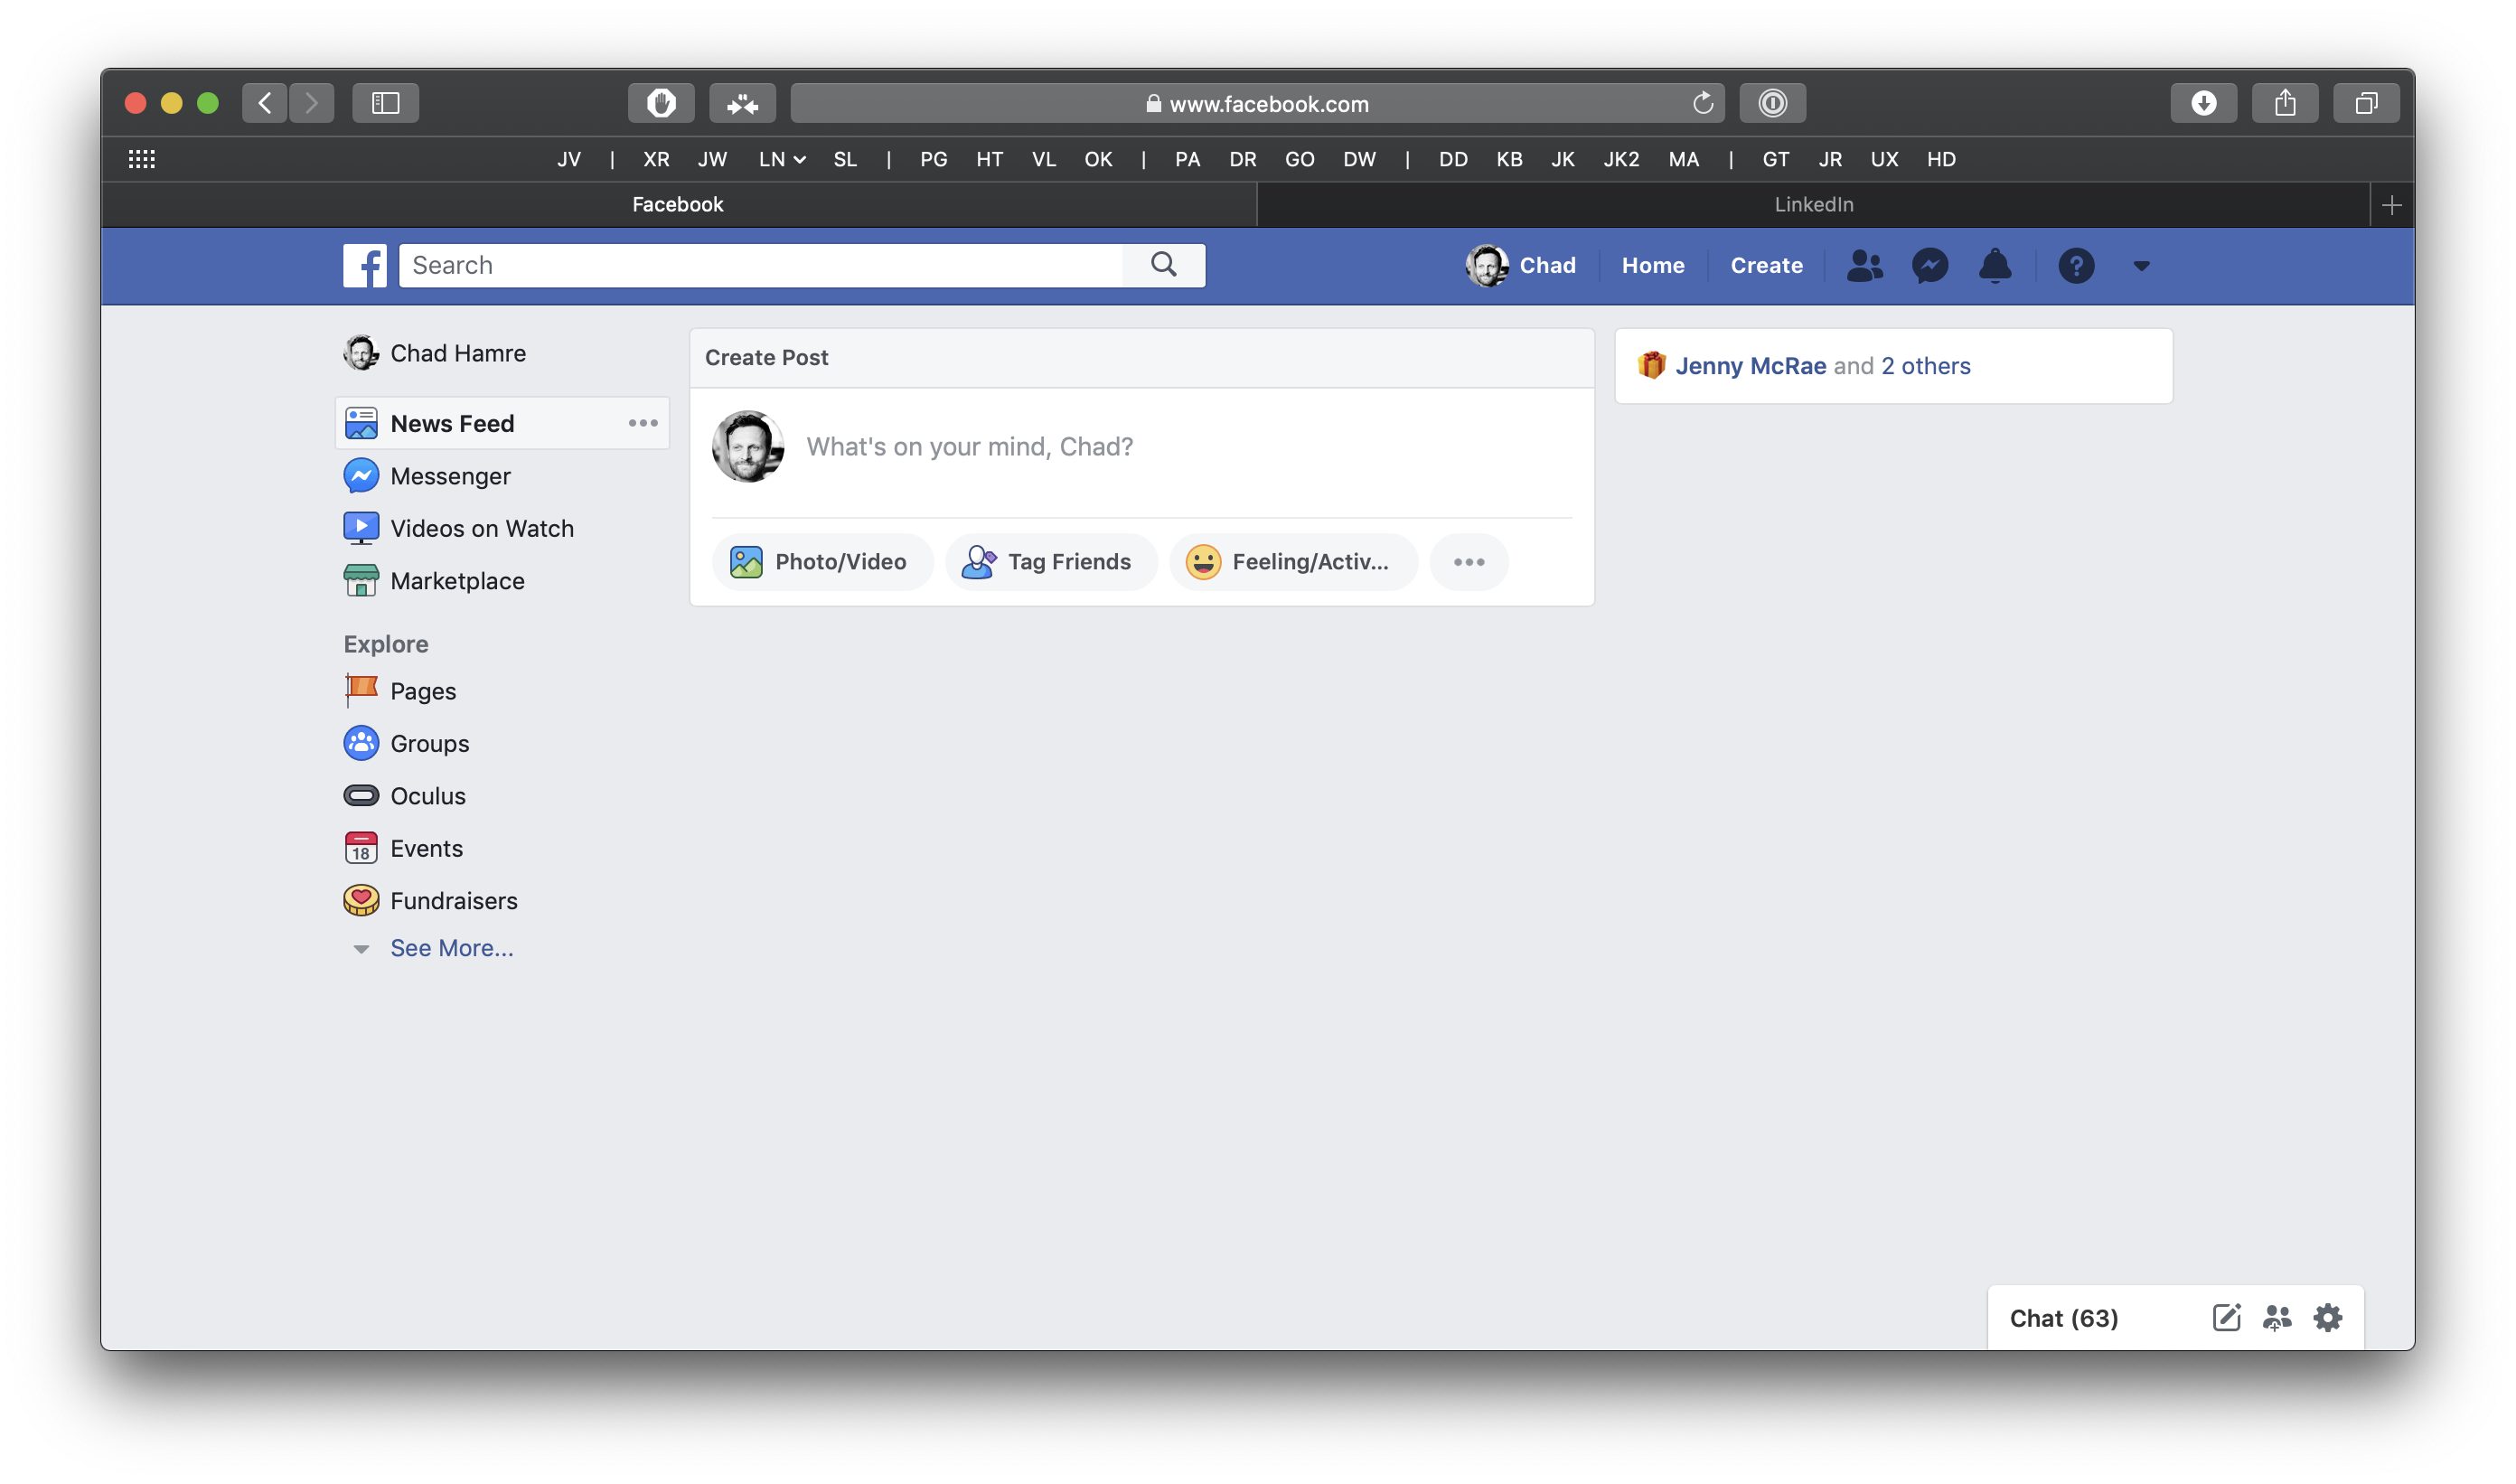 www.facebook.com
JV | XR JW LN SL | PG HT VL OK | PA DR GO DW | DD KB JK JK2 MA | GT JR UX HD
Facebook LinkedIn
f Search Chad Home Create ?
Chad Hamre
News Feed
Messenger
Videos on Watch
Marketplace
Explore
Pages
Groups
Oculus
18 Events
Fundraisers
See More...
Create Post
What's on your mind, Chad?
Photo/Video Tag Friends Feeling/Activ...
Jenny McRae and 2 others
Chat (63)